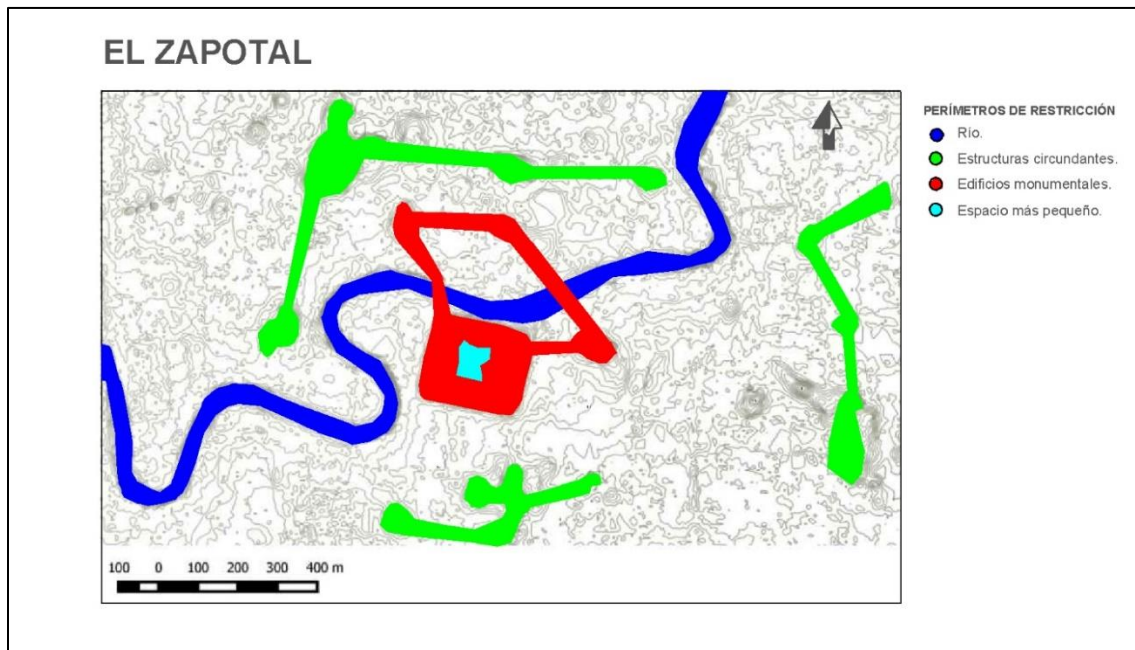 EL ZAPOTAL
PERÍMETROS DE RESTRICCIÓN
Río.
Estructuras circundantes.
Edificios monumentales.
Espacio más pequeño.
100 0 100 200 300 400 m